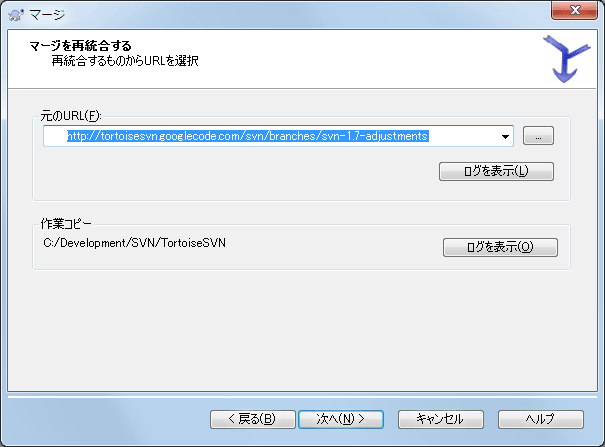 マージ
マージを再統合する
再統合するものからURLを選択
元のURL(F):
http://tortoisesvn.googlecode.com/svn/branches/svn-1.7-adjustments
...
ログを表示(L)
作業コピー
C:/Development/SVN/TortoiseSVN
ログを表示(O)
< 戻る(B)
次へ(N) >
キャンセル
ヘルプ